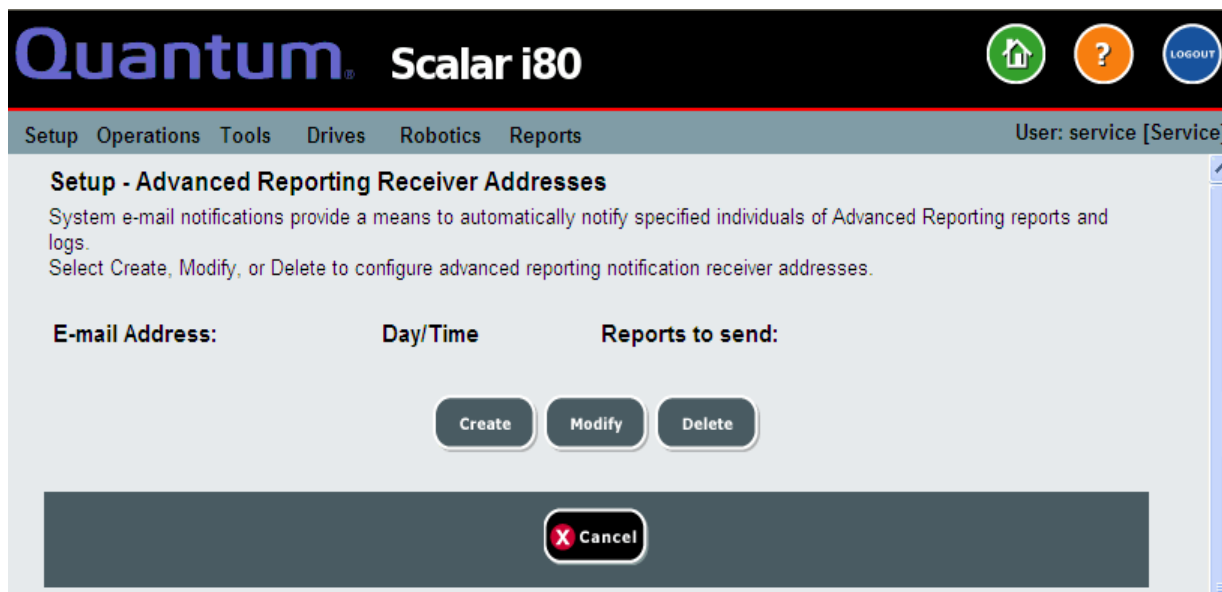 Quantum® Scalar i80
? LOGOUT
Setup Operations Tools Drives Robotics Reports User: service [Service]
Setup - Advanced Reporting Receiver Addresses
System e-mail notifications provide a means to automatically notify specified individuals of Advanced Reporting reports and
logs.
Select Create, Modify, or Delete to configure advanced reporting notification receiver addresses.
E-mail Address: Day/Time Reports to send:
Create Modify Delete
X Cancel